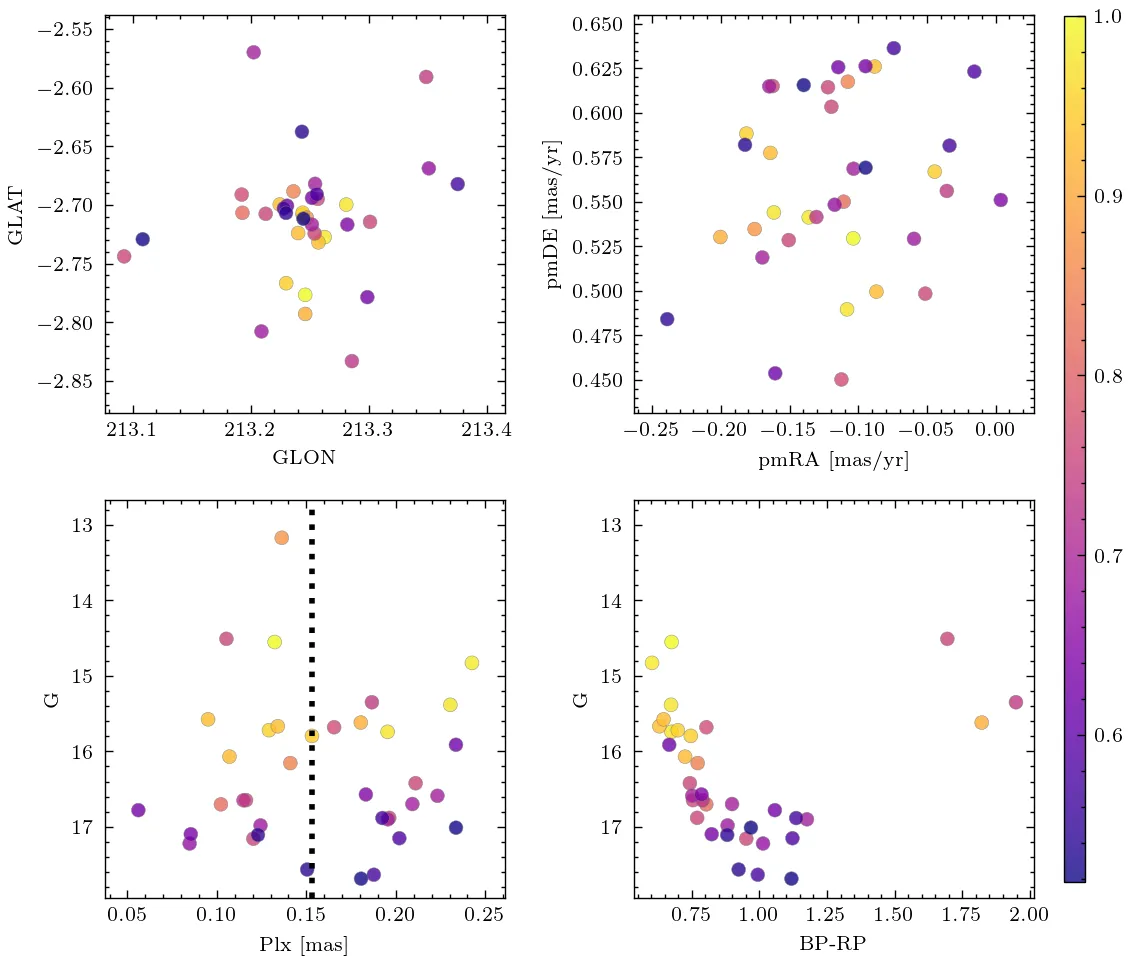 −2.55
−2.60
−2.65
−2.70
−2.75
−2.80
−2.85
GLAT
213.1 213.2 213.3 213.4
GLON
0.650
0.625
0.600
0.575
0.550
0.525
0.500
0.475
0.450
pmDE [mas/yr]
−0.25 −0.20 −0.15 −0.10 −0.05 0.00
pmRA [mas/yr]
1.0
0.9
0.8
0.7
0.6
13
14
15
16
17
G
0.05 0.10 0.15 0.20 0.25
Plx [mas]
13
14
15
16
17
G
0.75 1.00 1.25 1.50 1.75 2.00
BP-RP